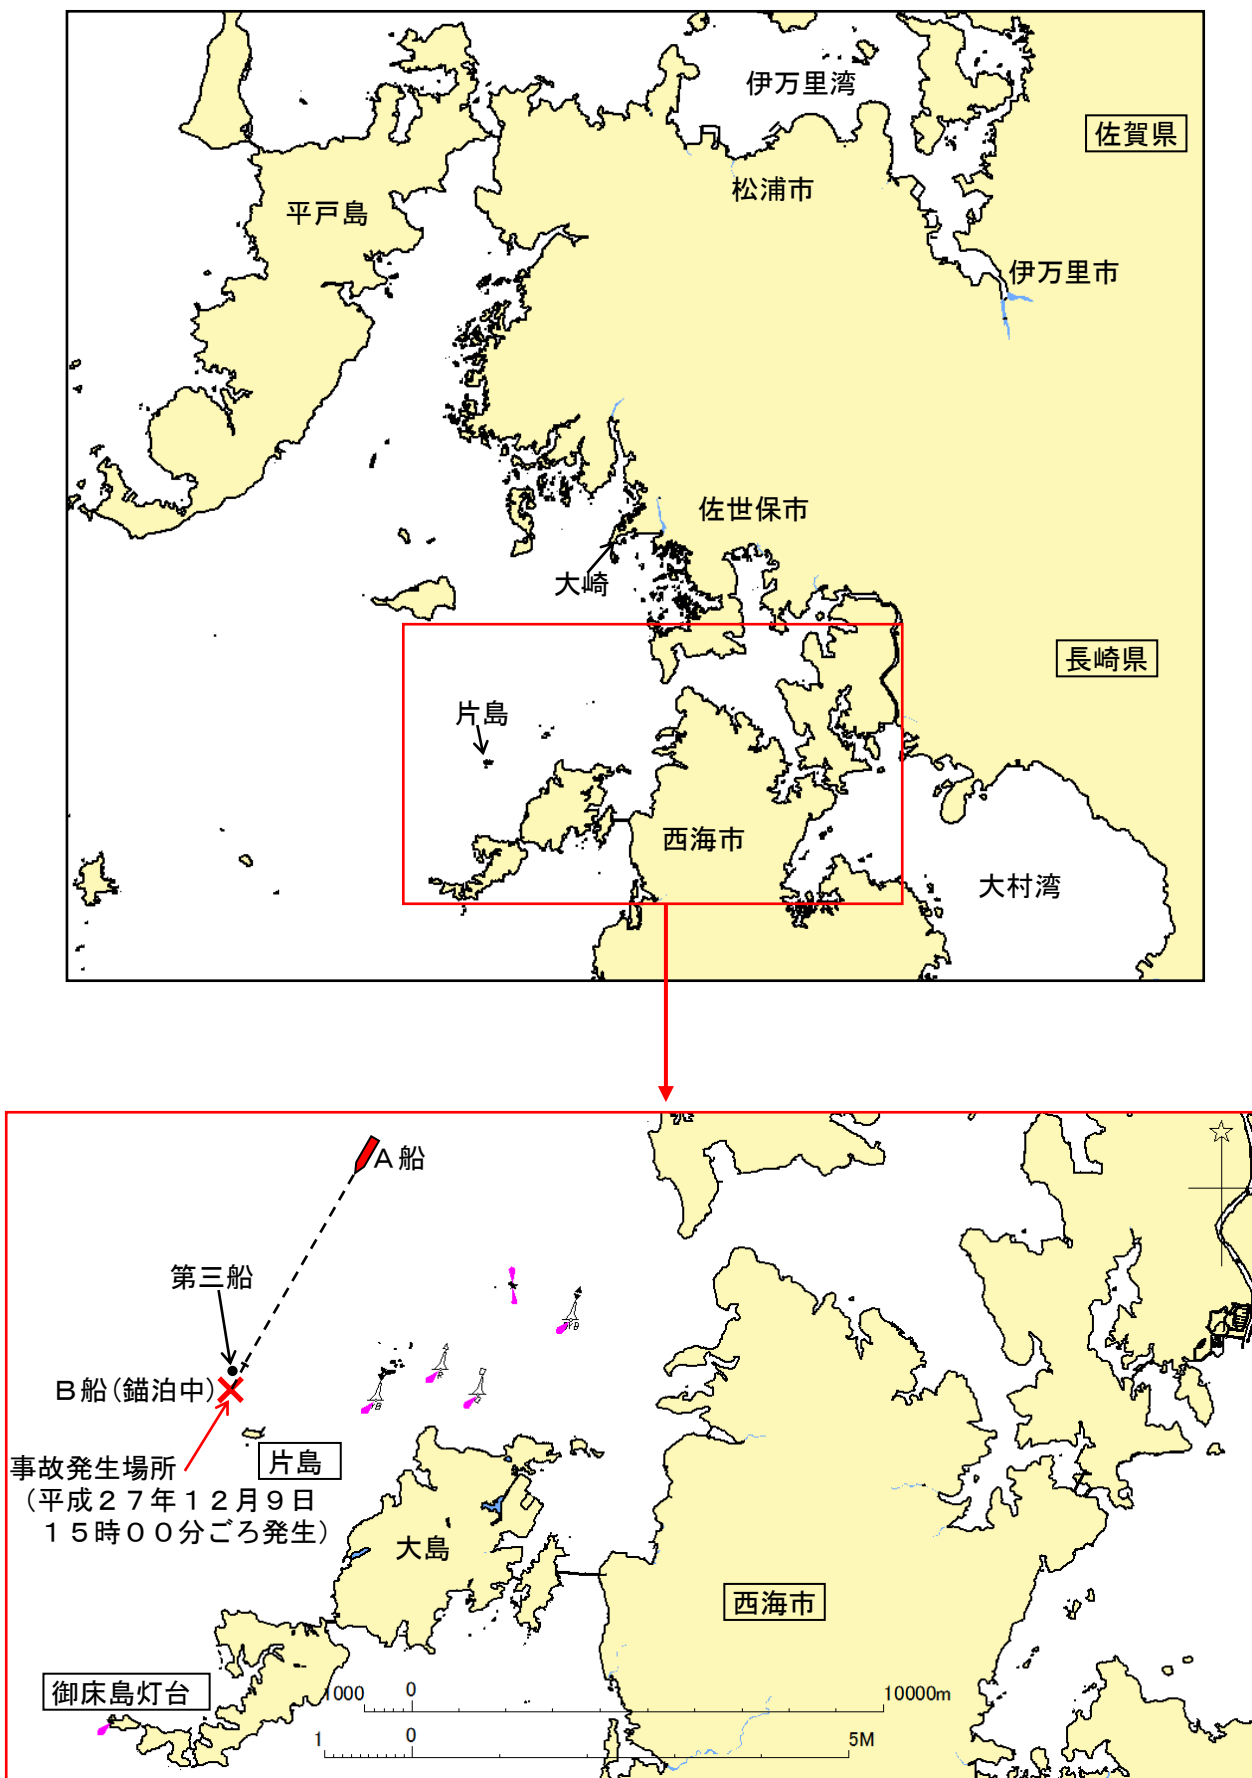 伊万里湾
佐賀県
松浦市
平戸島
伊万里市
佐世保市
大崎
長崎県
片島
西海市
大村湾
A船
第三船
B船(錨泊中)
事故発生場所
(平成27年12月9日
15時00分ごろ発生)
片島
大島
西海市
御床島灯台
1000 0 10000m
1 0 5M